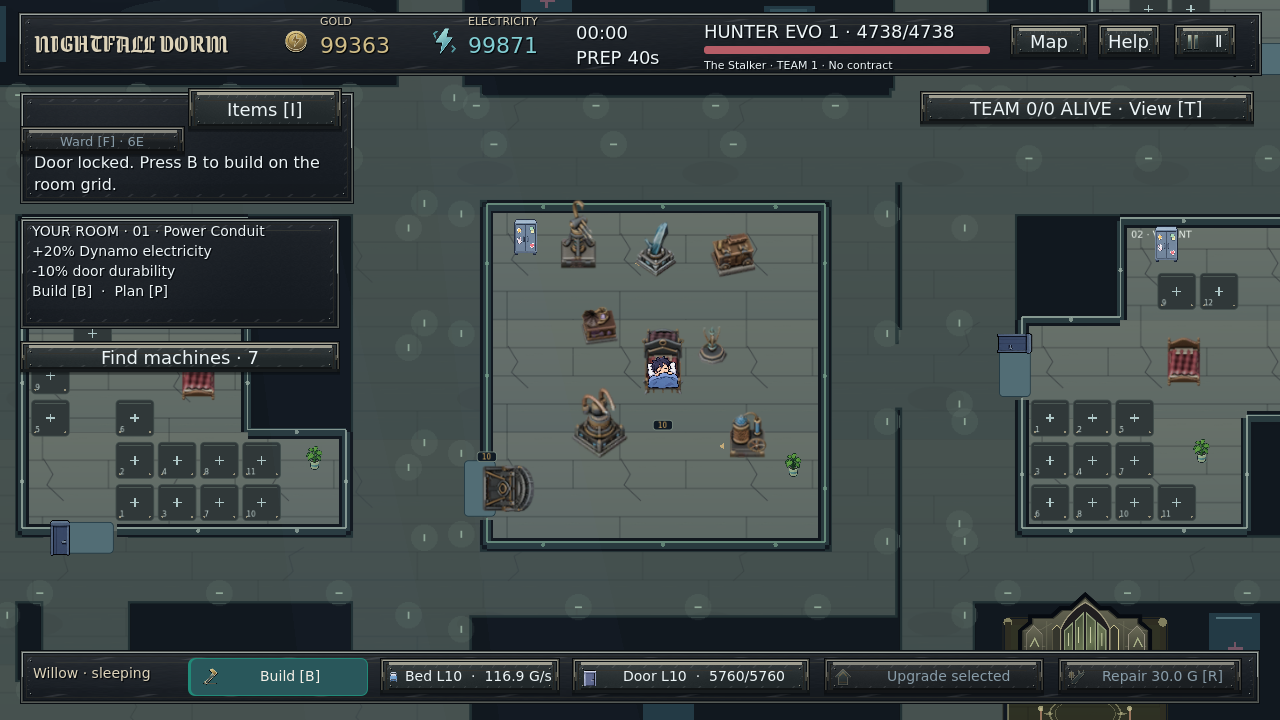 NIGHTFALL DORM
GOLD
99363
ELECTRICITY
99871
00:00
PREP 40s
HUNTER EVO 1 · 4738/4738
The Stalker · TEAM 1 · No contract
Map
Help
II
Items [I]
Ward [F] · 6E
Door locked. Press B to build on the
room grid.
TEAM 0/0 ALIVE · View [T]
YOUR ROOM · 01 · Power Conduit
+20% Dynamo electricity
-10% door durability
Build [B] · Plan [P]
Find machines · 7
10
10
Willow · sleeping
Build [B]
Bed L10 · 116.9 G/s
Door L10 · 5760/5760
Upgrade selected
Repair 30.0 G [R]